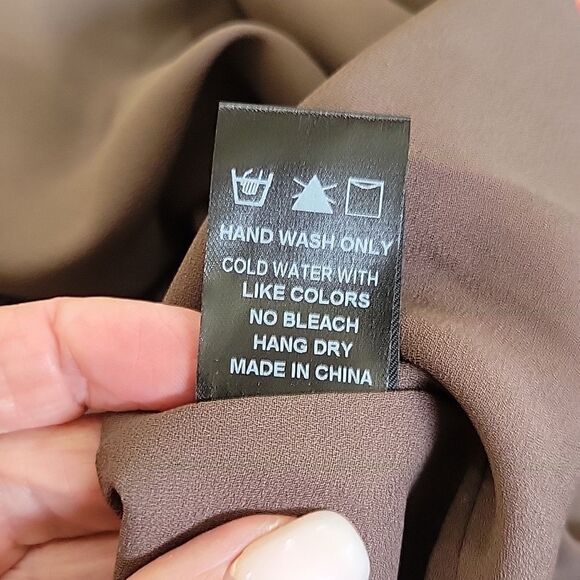 HAND WASH ONLY
COLD WATER WITH
LIKE COLORS
NO BLEACH
HANG DRY
MADE IN CHINA